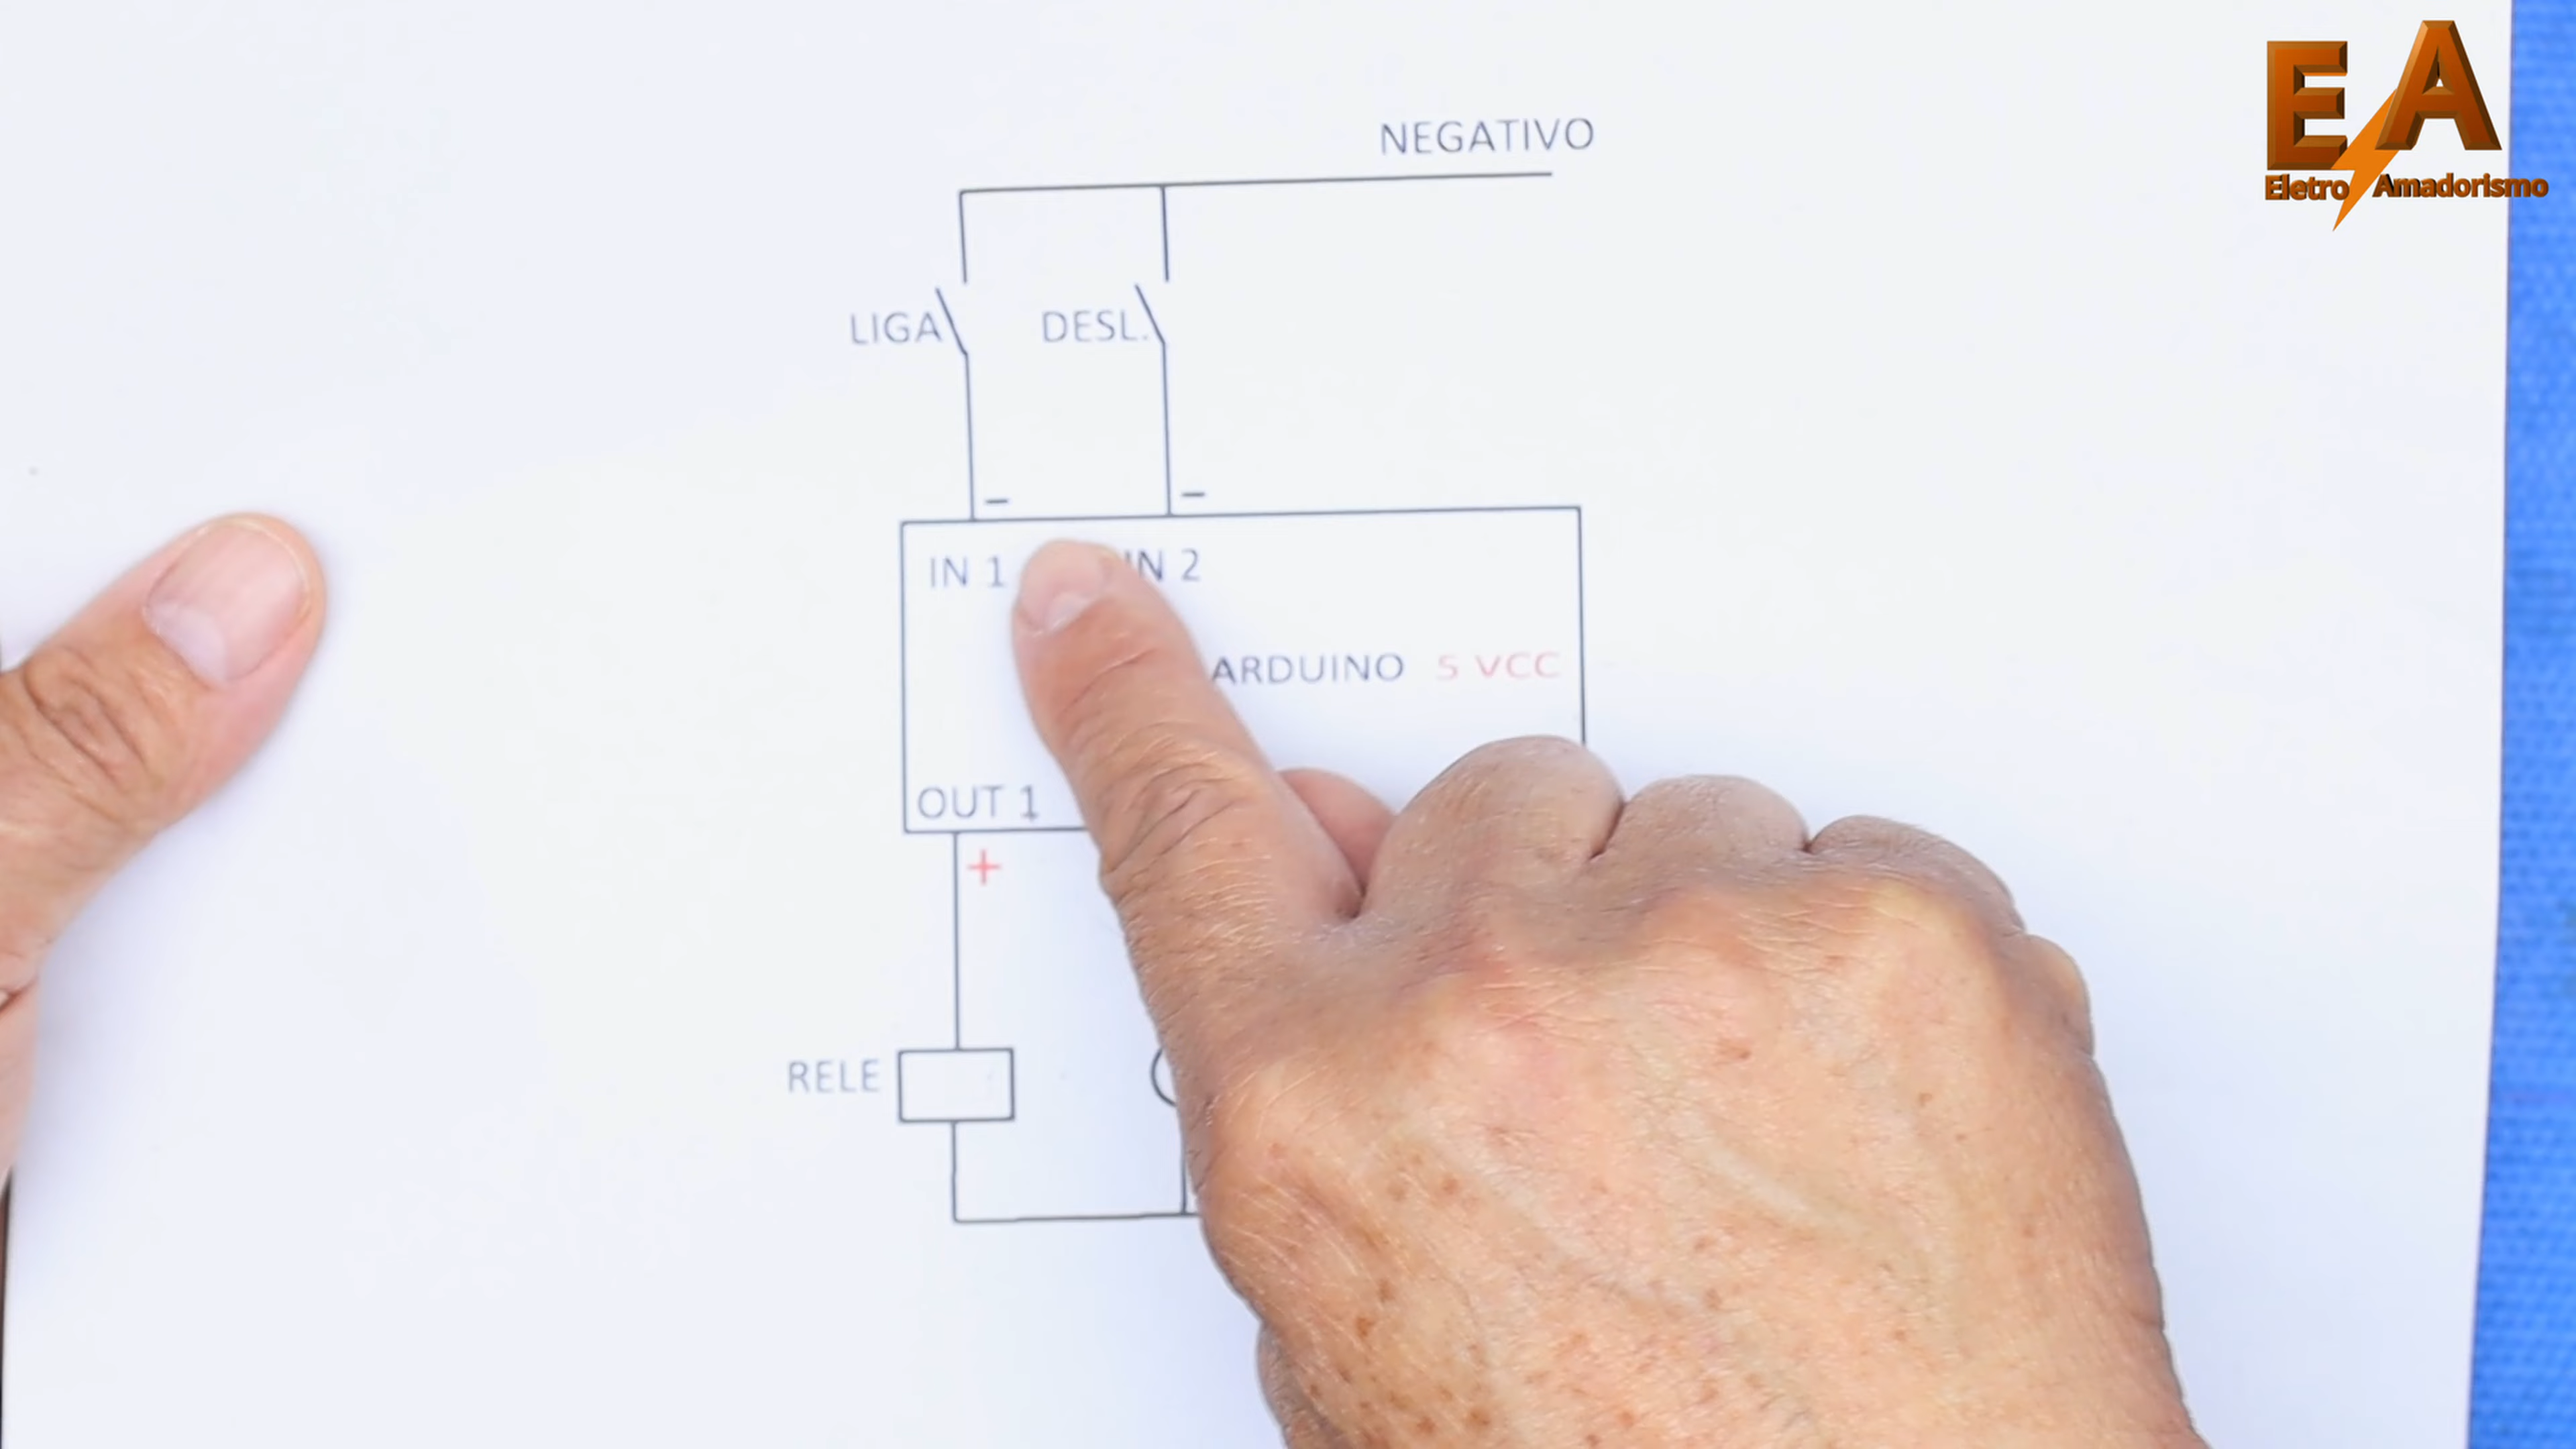 EA
Eletro Amadorismo
NEGATIVO
LIGA DESL.
– –
IN 1 IN 2
ARDUINO 5 VCC
OUT 1
+
RELE